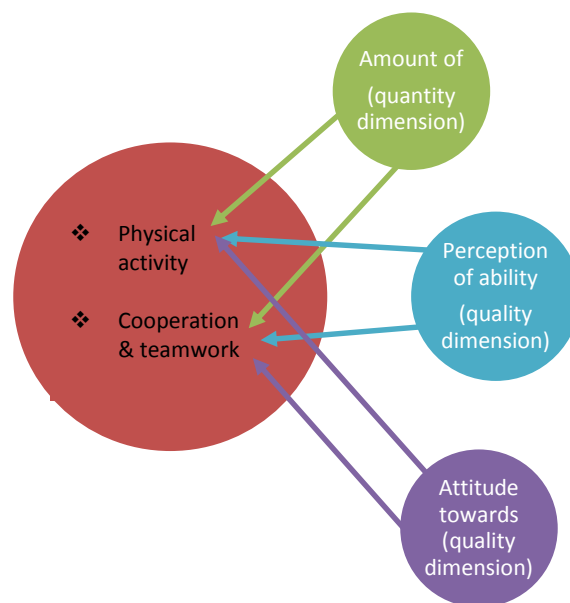 Amount of
(quantity
dimension)
❖ Physical
activity
❖ Cooperation
& teamwork
Perception
of ability
(quality
dimension)
Attitude
towards
(quality
dimension)